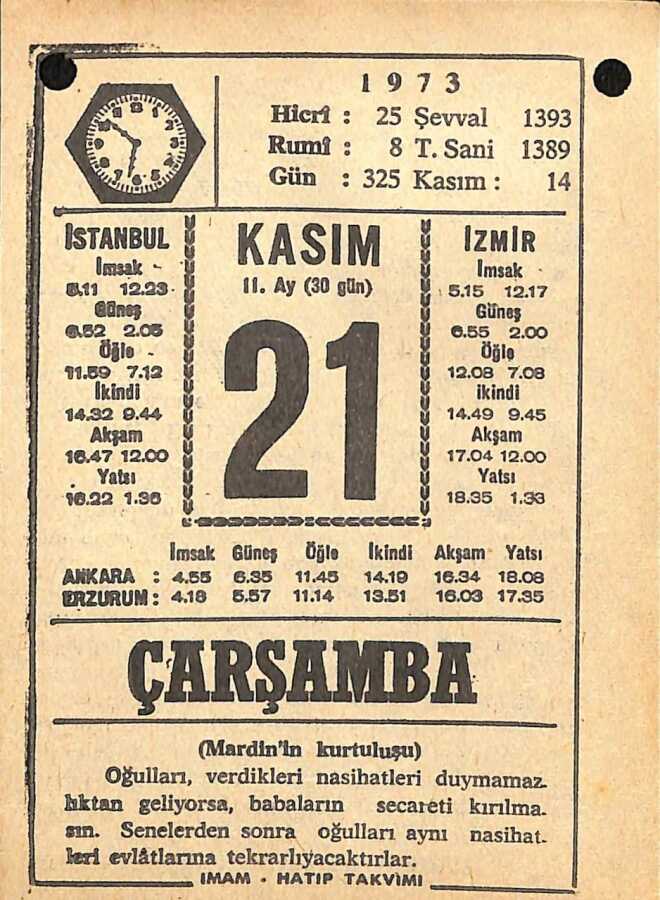 1973
Hicrî : 25 Şevval 1393
Rumî : 8 T. Sani 1389
Gün : 325 Kasım : 14
İSTANBUL
İmsak
5.11 12.23
Güneş
6.52 2.05
Öğle
11.59 7.12
İkindi
14.32 9.44
Akşam
16.47 12.00
Yatsı
18.22 1.36
KASIM
11. Ay (30 gün)
21
İZMİR
İmsak
5.15 12.17
Güneş
6.55 2.00
Öğle
12.08 7.08
ikindi
14.49 9.45
Akşam
17.04 12.00
Yatsı
18.35 1.33
İmsak Güneş Öğle İkindi Akşam Yatsı
ANKARA : 4.55 6.35 11.45 14.19 16.34 18.08
ERZURUM : 4.18 5.57 11.14 13.51 16.03 17.35
ÇARŞAMBA
(Mardin'in kurtuluşu)
Oğulları, verdikleri nasihatleri duymamaz.
lıktan geliyorsa, babaların secareti kırılma.
sın. Senelerden sonra oğulları aynı nasihat.
leri evlâtlarına tekrarlıyacaktırlar.
İMAM - HATIP TAKVİMİ